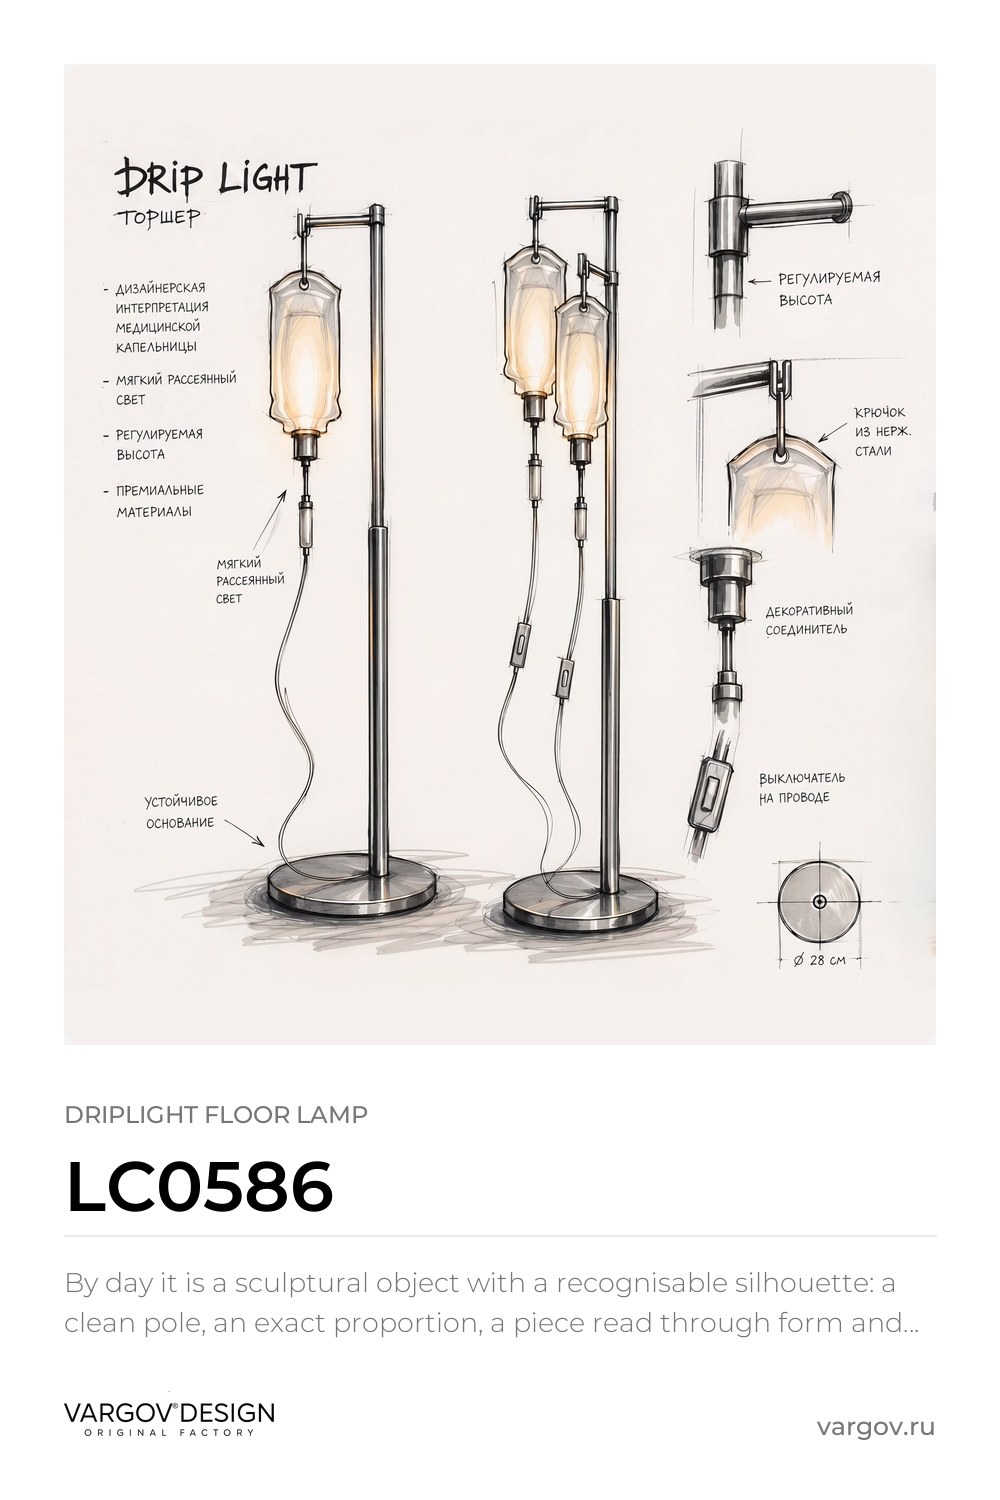 DRIP LIGHT
ТОРШЕР
- ДИЗАЙНЕРСКАЯ
ИНТЕРПРЕТАЦИЯ
МЕДИЦИНСКОЙ
КАПЕЛЬНИЦЫ
- МЯГКИЙ РАССЕЯННЫЙ
СВЕТ
- РЕГУЛИРУЕМАЯ
ВЫСОТА
- ПРЕМИАЛЬНЫЕ
МАТЕРИАЛЫ
МЯГКИЙ
РАССЕЯННЫЙ
СВЕТ
УСТОЙЧИВОЕ
ОСНОВАНИЕ
РЕГУЛИРУЕМАЯ
ВЫСОТА
КРЮЧОК
ИЗ НЕРЖ.
СТАЛИ
ДЕКОРАТИВНЫЙ
СОЕДИНИТЕЛЬ
ВЫКЛЮЧАТЕЛЬ
НА ПРОВОДЕ
Ø 28 СМ
DRIPLIGHT FLOOR LAMP
LC0586
By day it is a sculptural object with a recognisable silhouette: a
clean pole, an exact proportion, a piece read through form and...
VARGOV®DESIGN
ORIGINAL FACTORY
vargov.ru